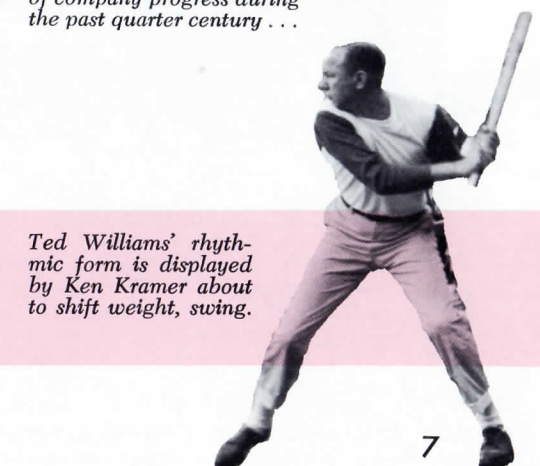 of company progress during
the past quarter century . . .
Ted Williams' rhyth-
mic form is displayed
by Ken Kramer about
to shift weight, swing.
7